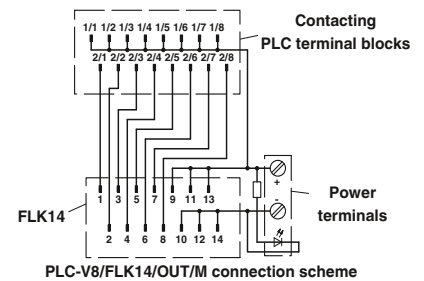 Contacting
PLC terminal blocks
1/1 1/2 1/3 1/4 1/5 1/6 1/7 1/8
2/1 2/2 2/3 2/4 2/5 2/6 2/7 2/8
1 3 5 7 9 11 13
2 4 6 8 10 12 14
FLK14
+
-
Power
terminals
PLC-V8/FLK14/OUT/M connection scheme